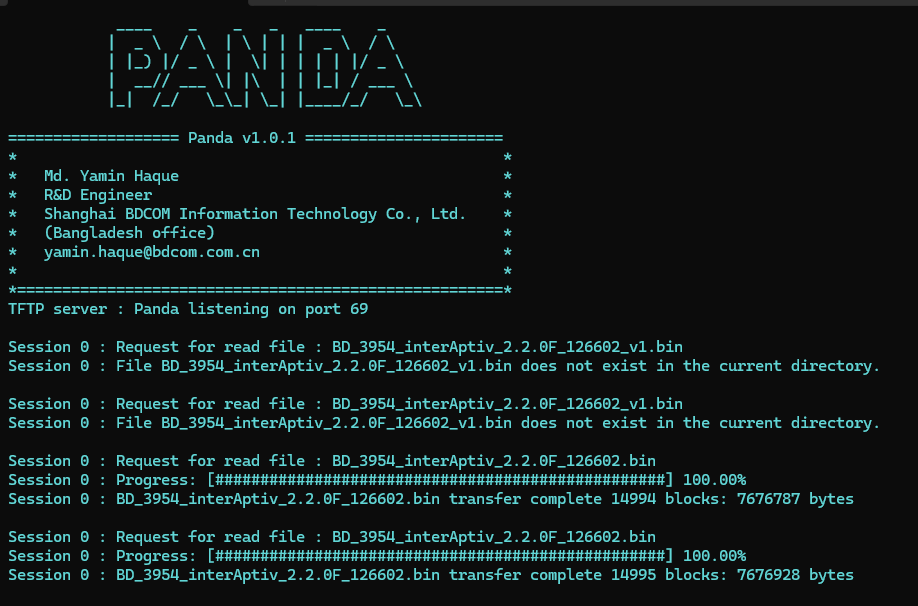 PANDA
=================== Panda v1.0.1 ======================
* *
* Md. Yamin Haque *
* R&D Engineer *
* Shanghai BDCOM Information Technology Co., Ltd. *
* (Bangladesh office) *
* yamin.haque@bdcom.com.cn *
* *
*======================================================*
TFTP server : Panda listening on port 69
Session 0 : Request for read file : BD_3954_interAptiv_2.2.0F_126602_v1.bin
Session 0 : File BD_3954_interAptiv_2.2.0F_126602_v1.bin does not exist in the current directory.
Session 0 : Request for read file : BD_3954_interAptiv_2.2.0F_126602_v1.bin
Session 0 : File BD_3954_interAptiv_2.2.0F_126602_v1.bin does not exist in the current directory.
Session 0 : Request for read file : BD_3954_interAptiv_2.2.0F_126602.bin
Session 0 : Progress: [##################################################] 100.00%
Session 0 : BD_3954_interAptiv_2.2.0F_126602.bin transfer complete 14994 blocks: 7676787 bytes
Session 0 : Request for read file : BD_3954_interAptiv_2.2.0F_126602.bin
Session 0 : Progress: [##################################################] 100.00%
Session 0 : BD_3954_interAptiv_2.2.0F_126602.bin transfer complete 14995 blocks: 7676928 bytes